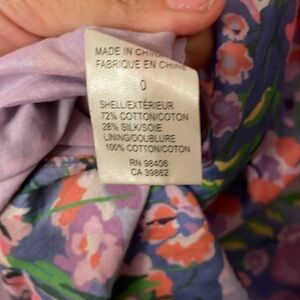 MADE IN CHINA
FABRIQUE EN CHINE
0
SHELL/EXTÉRIEUR
72% COTTON/COTON
28% SILK/SOIE
LINING/DOUBLURE
100% COTTON/COTON
RN 98406
CA 39862